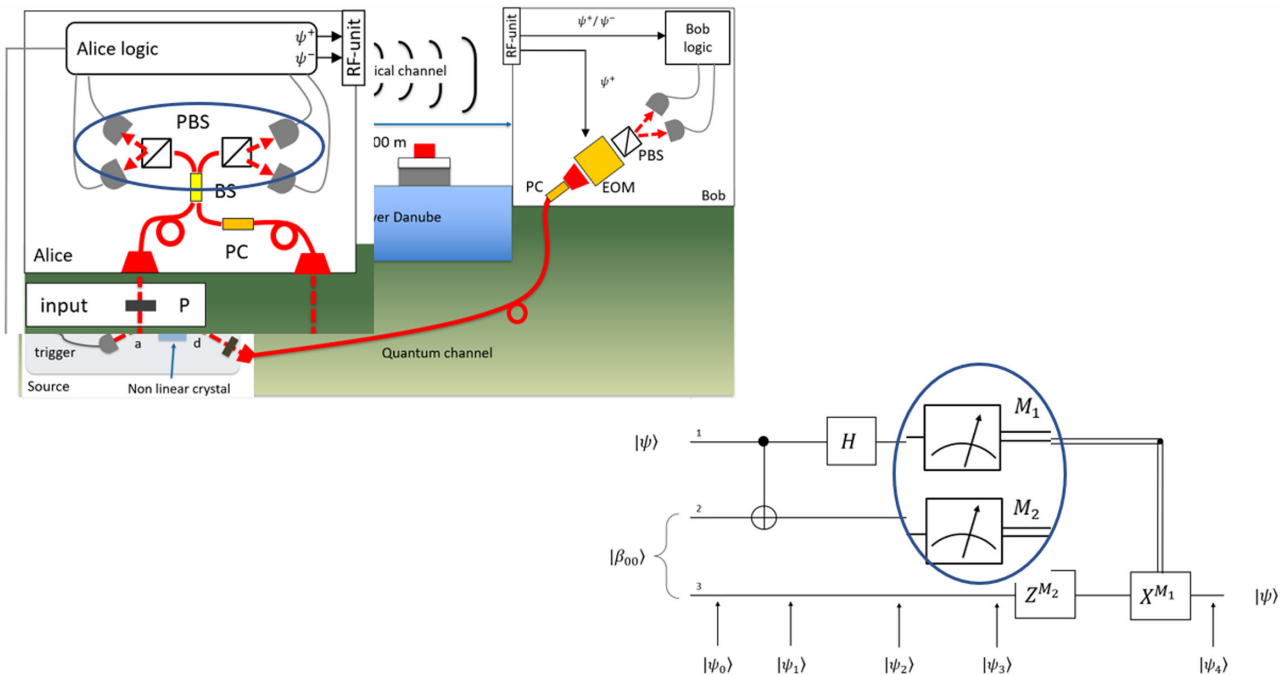 Alice logic
ψ⁺
ψ⁻
RF-unit
ical channel
PBS
BS
PC
Alice
input
P
00 m
ver Danube
RF-unit
ψ⁺/ ψ⁻
Bob
logic
ψ⁺
PBS
PC
EOM
Bob
trigger
a
d
Source
Non linear crystal
Quantum channel
|ψ⟩
1
H
M₁
2
M₂
|β₀₀⟩
3
Z^{M₂}
X^{M₁}
|ψ⟩
|ψ₀⟩
|ψ₁⟩
|ψ₂⟩
|ψ₃⟩
|ψ₄⟩